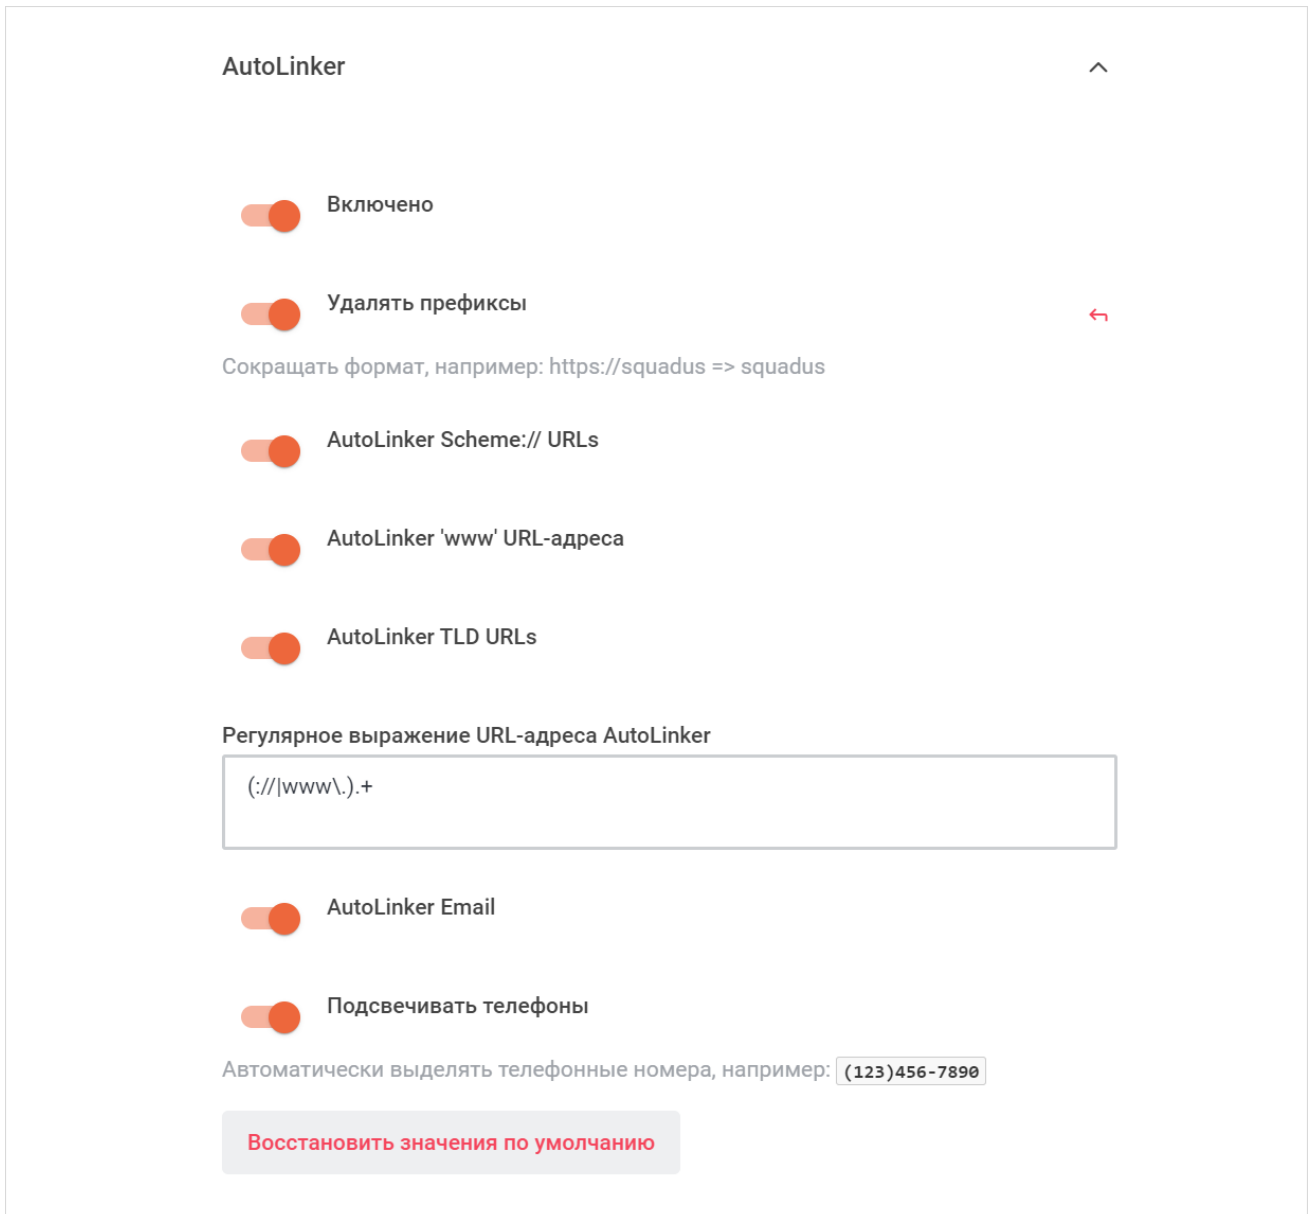 AutoLinker
Включено
Удалять префиксы
Сокращать формат, например: https://squadus => squadus
AutoLinker Scheme:// URLs
AutoLinker 'www' URL-адреса
AutoLinker TLD URLs
Регулярное выражение URL-адреса AutoLinker
(://|www\.).+
AutoLinker Email
Подсвечивать телефоны
Автоматически выделять телефонные номера, например: (123)456-7890
Восстановить значения по умолчанию